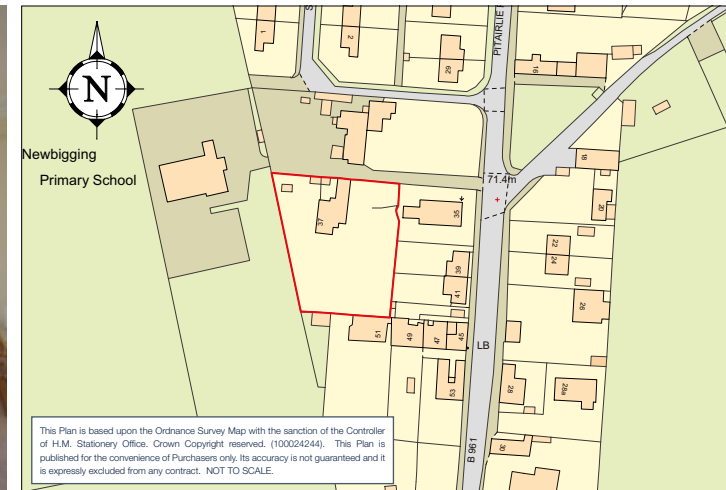 N
Newbigging
Primary School
S
PITAIRLIE
1
2
29
16
18
71.4m
20
37
35
22
24
39
41
26
51
49
47
45
LB
53
28
28a
30
B 961
This Plan is based upon the Ordnance Survey Map with the sanction of the Controller
of H.M. Stationery Office. Crown Copyright reserved. (100024244). This Plan is
published for the convenience of Purchasers only. Its accuracy is not guaranteed and it
is expressly excluded from any contract. NOT TO SCALE.